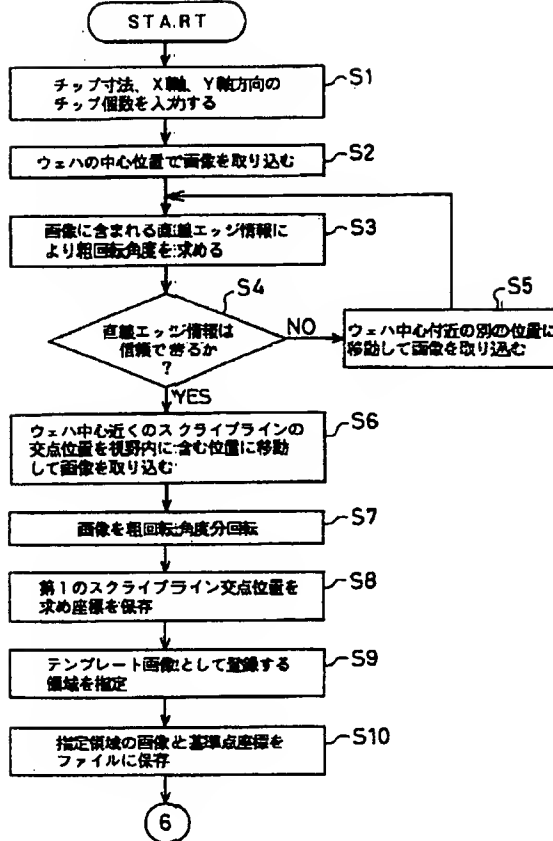 START
S1
チップ寸法、X軸、Y軸方向の
チップ個数を入力する
S2
ウェハの中心位置で画像を取り込む
S3
画像に含まれる直線エッジ情報に
より粗回転角度を求める
S4
直線エッジ情報は
信頼できるか
?
NO
S5
ウェハ中心付近の別の位置に
移動して画像を取り込む
YES
S6
ウェハ中心近くのスクライブラインの
交点位置を視野内に含む位置に移動
して画像を取り込む
S7
画像を粗回転角度分回転
S8
第1のスクライブライン交点位置を
求め座標を保存
S9
テンプレート画像として登録する
領域を指定
S10
指定領域の画像と基準点座標を
ファイルに保存
6